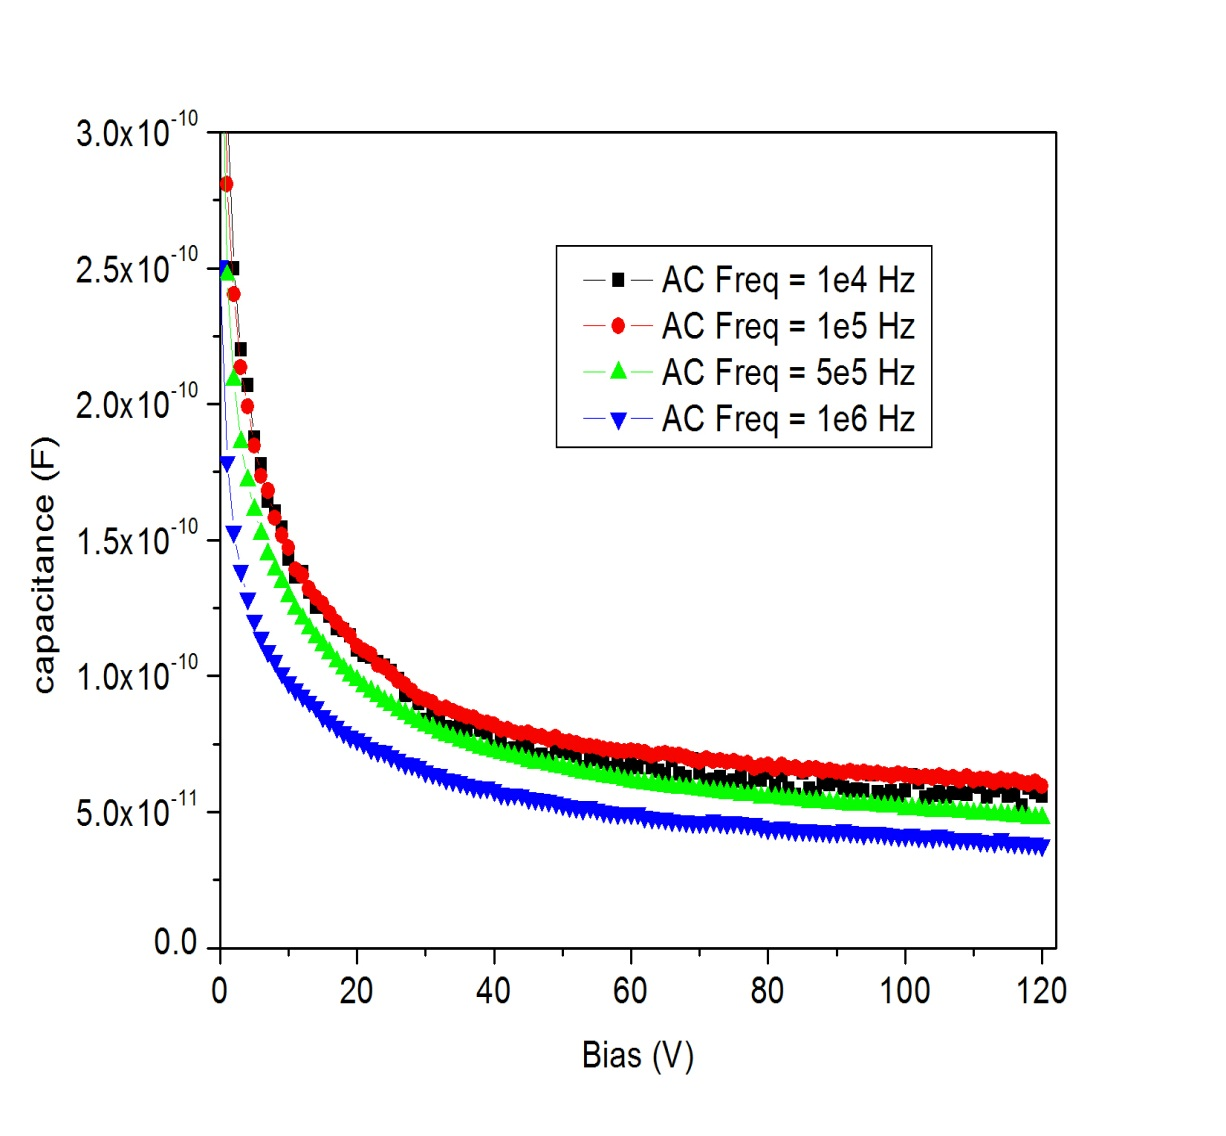 3.0x10⁻¹⁰
2.5x10⁻¹⁰
2.0x10⁻¹⁰
1.5x10⁻¹⁰
1.0x10⁻¹⁰
5.0x10⁻¹¹
0.0
capacitance (F)
AC Freq = 1e4 Hz
AC Freq = 1e5 Hz
AC Freq = 5e5 Hz
AC Freq = 1e6 Hz
0 20 40 60 80 100 120
Bias (V)